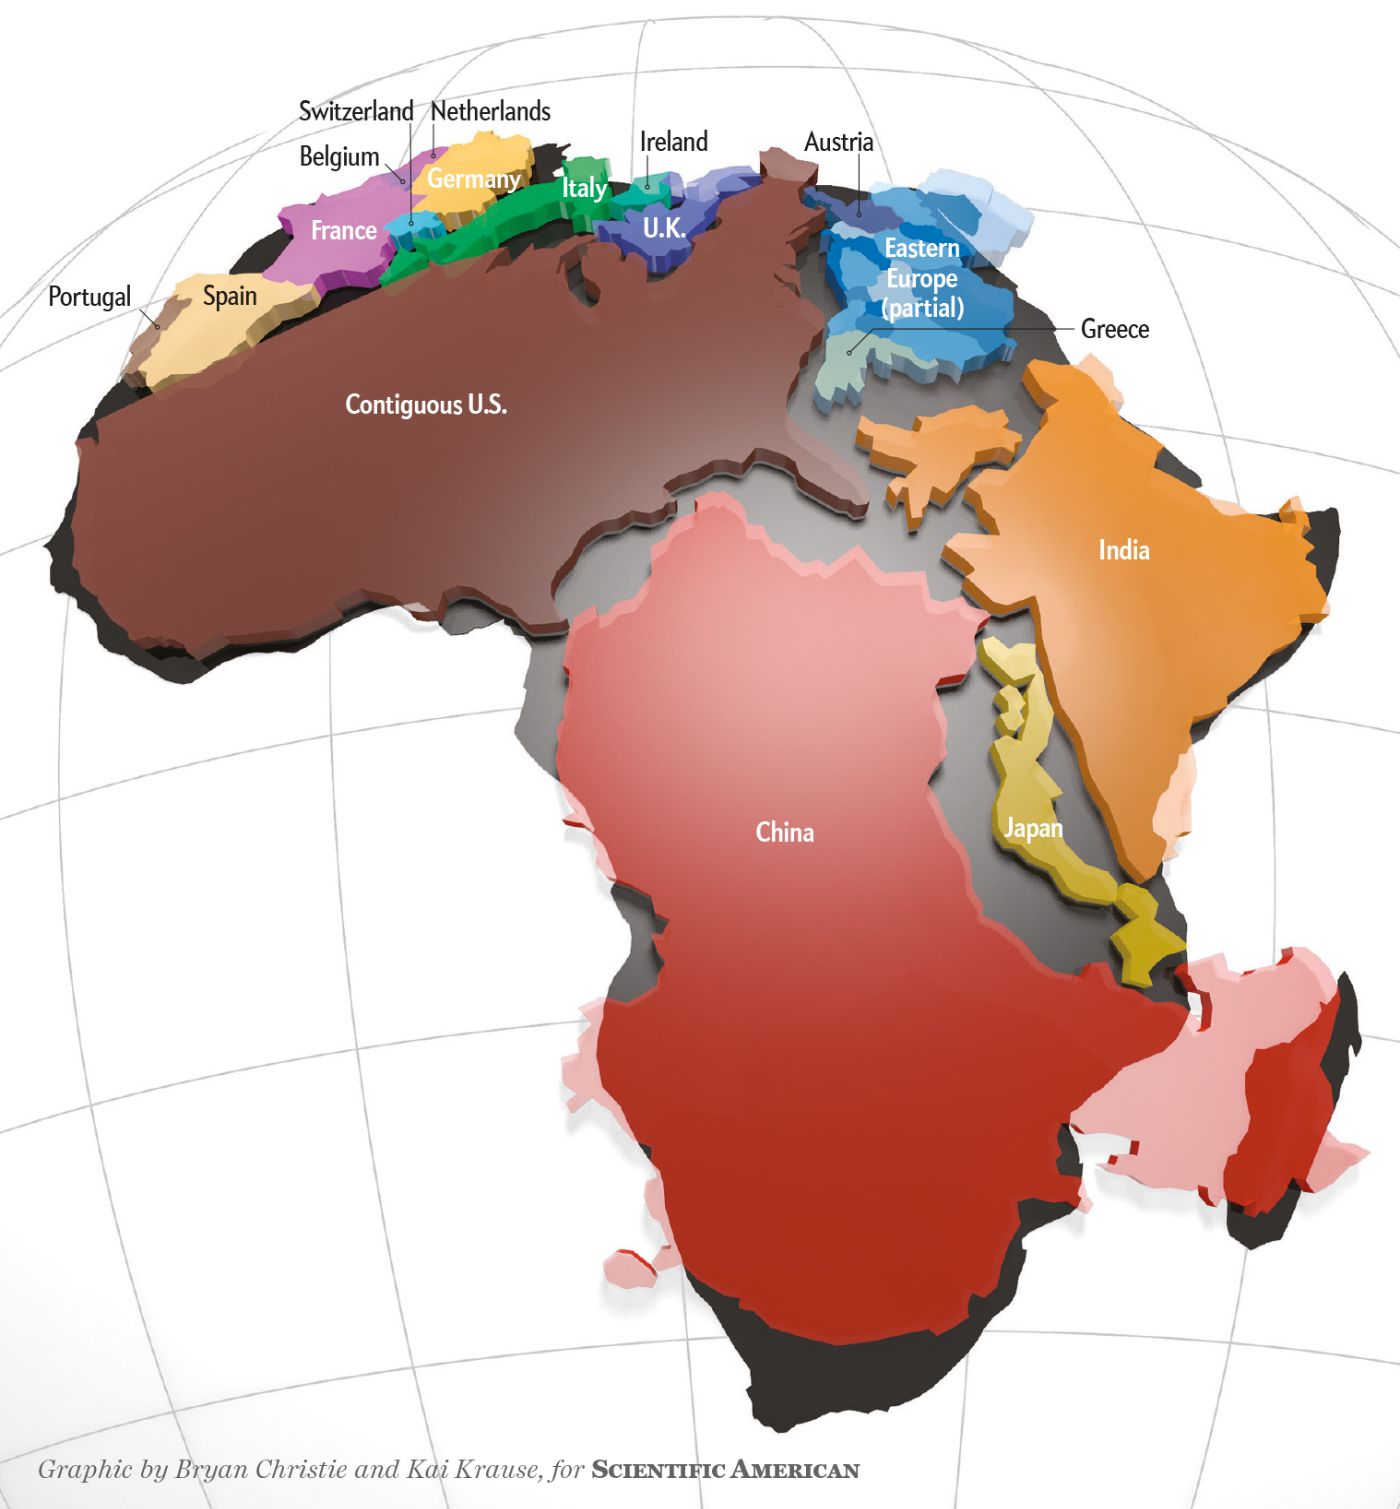 Switzerland
Netherlands
Belgium
Germany
Italy
Ireland
Austria
France
U.K.
Eastern
Europe
(partial)
Portugal
Spain
Greece
Contiguous U.S.
India
China
Japan
Graphic by Bryan Christie and Kai Krause, for SCIENTIFIC AMERICAN